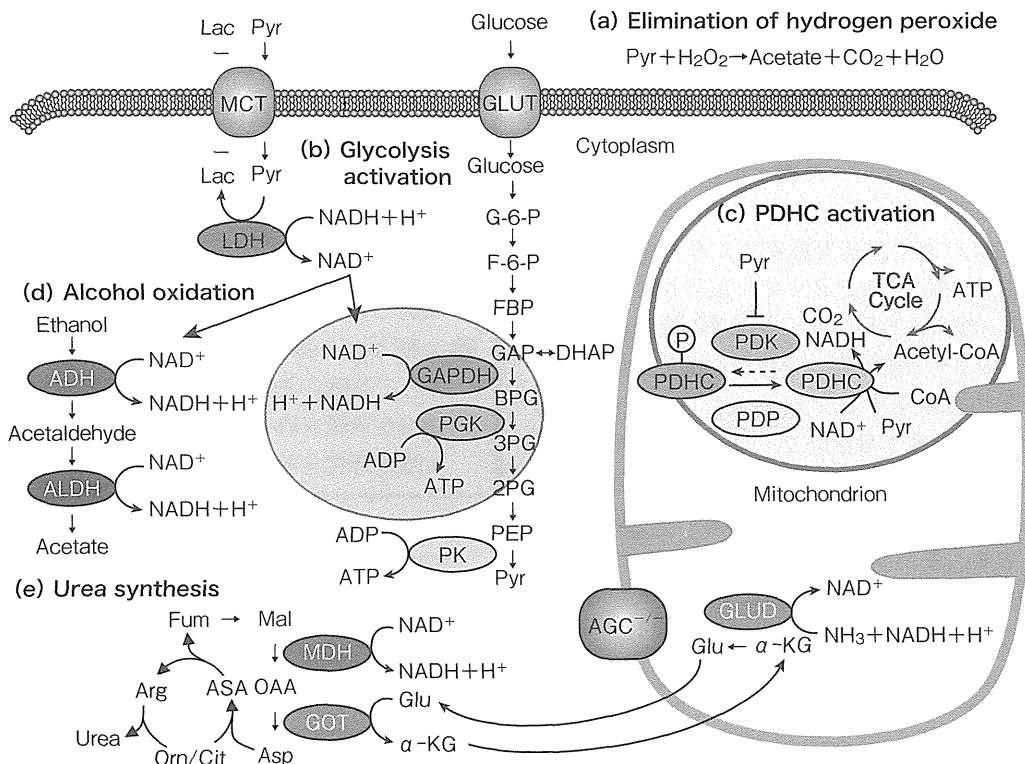 (a) Elimination of hydrogen peroxide
Pyr+H₂O₂→Acetate+CO₂+H₂O
Lac Pyr
−
MCT
−
Lac Pyr
LDH
NADH+H⁺
NAD⁺
Glucose
GLUT
Glucose
Cytoplasm
(b) Glycolysis
activation
G-6-P
F-6-P
FBP
GAP↔DHAP
BPG
3PG
2PG
PEP
Pyr
NAD⁺
GAPDH
H⁺+NADH
PGK
ADP
ATP
ADP
PK
ATP
(c) PDHC activation
Pyr
TCA
Cycle
ATP
CO₂
NADH
Acetyl-CoA
P
PDK
PDHC
PDHC
PDP
CoA
NAD⁺
Pyr
Mitochondrion
(d) Alcohol oxidation
Ethanol
NAD⁺
ADH
NADH+H⁺
Acetaldehyde
NAD⁺
ALDH
NADH+H⁺
Acetate
(e) Urea synthesis
Fum → Mal
NAD⁺
MDH
NADH+H⁺
Arg
ASA OAA
Glu
GOT
Urea
Orn/Cit
Asp
α-KG
AGC⁻/⁻
GLUD
NAD⁺
NH₃+NADH+H⁺
Glu ← α-KG